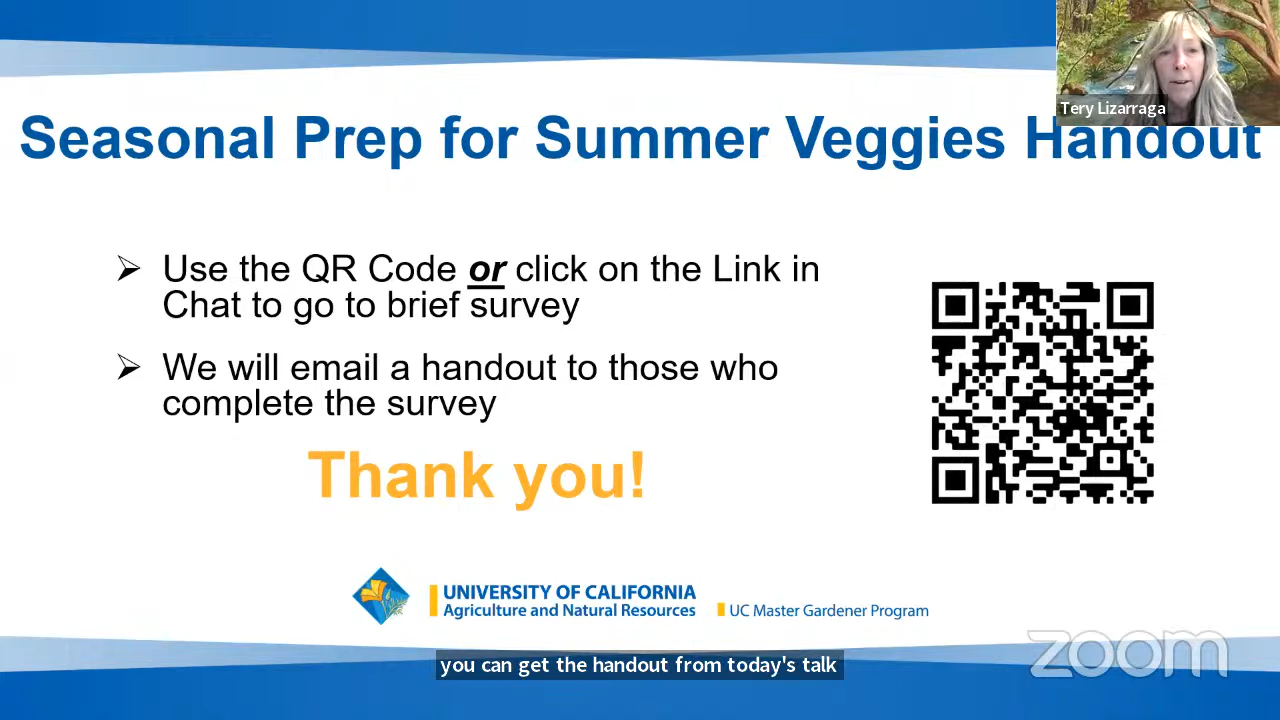 Tery Lizarraga
Seasonal Prep for Summer Veggies Handout
➢ Use the QR Code or click on the Link in
Chat to go to brief survey
➢ We will email a handout to those who
complete the survey
Thank you!
UNIVERSITY OF CALIFORNIA
Agriculture and Natural Resources
UC Master Gardener Program
zoom
you can get the handout from today's talk